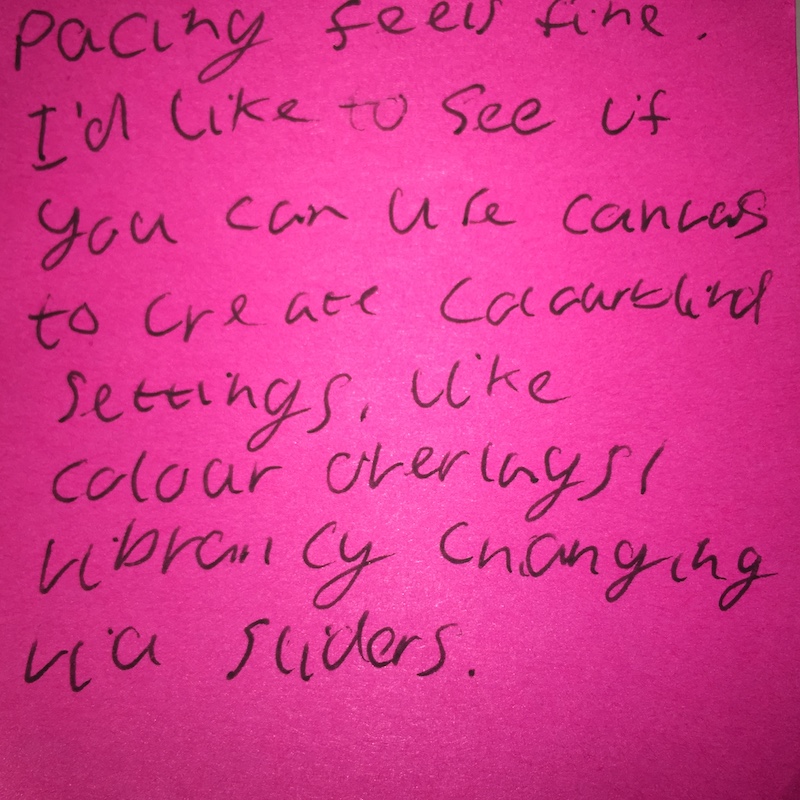 Pacing feels fine.
I'd like to see if
you can use canvas
to create colourblind
settings, like
colour overlays/
vibrancy changing
via sliders.